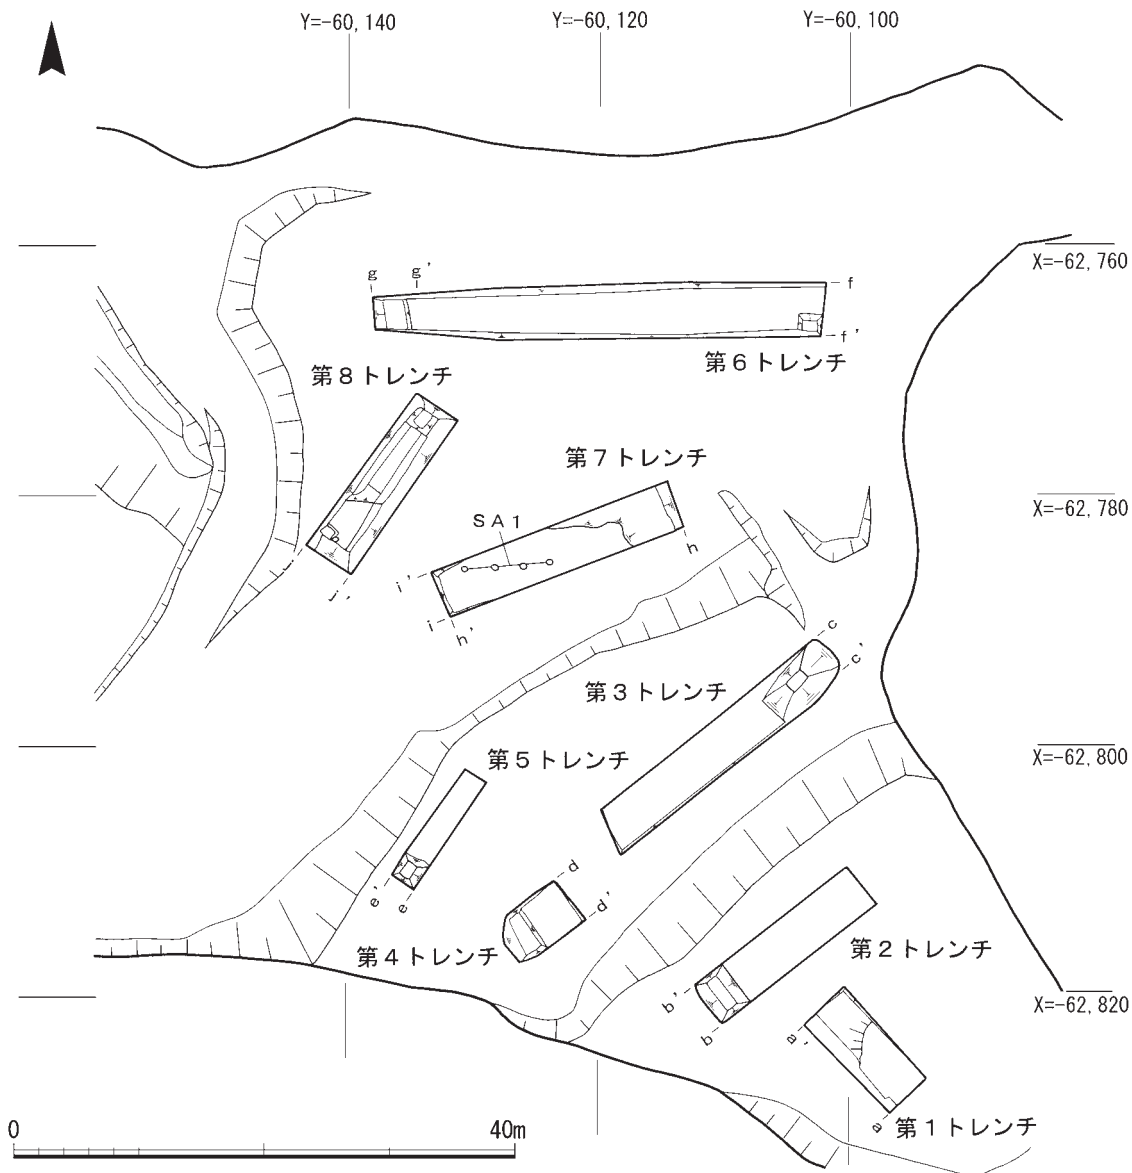 Y=-60,140
Y=-60,120
Y=-60,100
X=-62,760
g
g'
f
f'
第6トレンチ
第8トレンチ
第7トレンチ
X=-62,780
SA1
h
j'
i'
i
h'
c
c'
第3トレンチ
X=-62,800
第5トレンチ
e'
e
d
d'
第4トレンチ
第2トレンチ
b'
b
X=-62,820
a'
a
第1トレンチ
0
40m